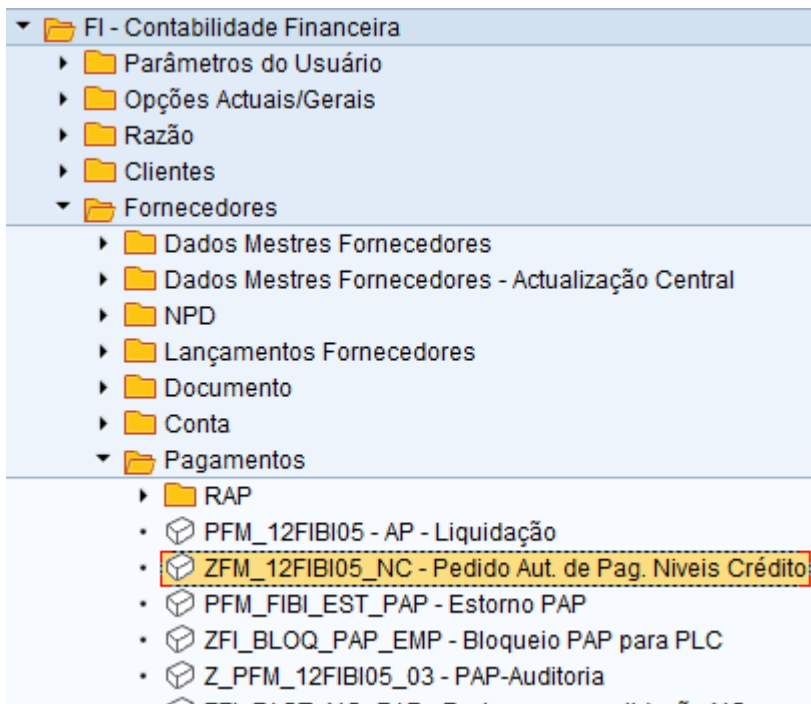 FI - Contabilidade Financeira
Parâmetros do Usuário
Opções Actuais/Gerais
Razão
Clientes
Fornecedores
Dados Mestres Fornecedores
Dados Mestres Fornecedores - Actualização Central
NPD
Lançamentos Fornecedores
Documento
Conta
Pagamentos
RAP
PFM_12FIBI05 - AP - Liquidação
ZFM_12FIBI05_NC - Pedido Aut. de Pag. Niveis Crédito
PFM_FIBI_EST_PAP - Estorno PAP
ZFI_BLOQ_PAP_EMP - Bloqueio PAP para PLC
Z_PFM_12FIBI05_03 - PAP-Auditoria